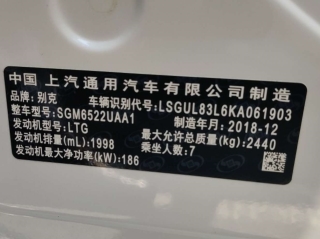 中国 上汽通用汽车有限公司制造
品牌:别克 车辆识别代号:LSGUL83L6KA061903
整车型号:SGM6522UAA1 制造年月:2018-12
发动机型号:LTG 最大允许总质量(kg):2440
发动机排量(mL):1998 乘坐人数:7
发动机最大净功率(kW):186